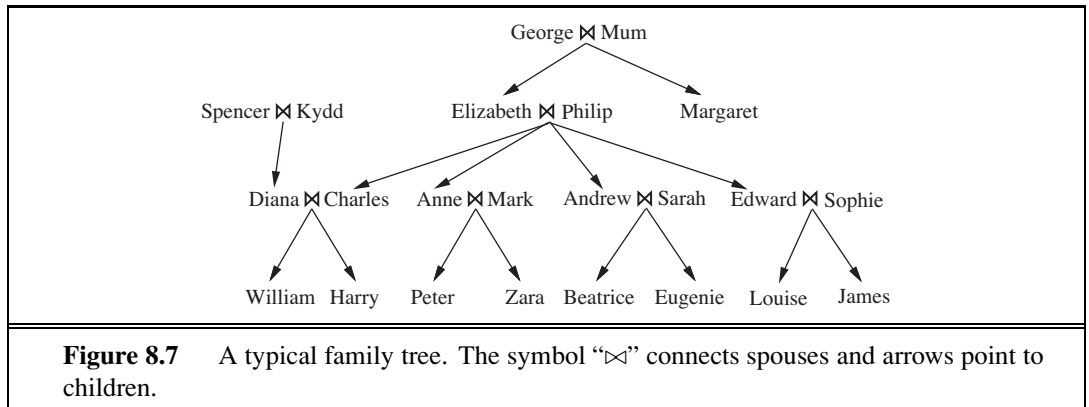 George ⋈ Mum
Spencer ⋈ Kydd Elizabeth ⋈ Philip Margaret
Diana ⋈ Charles Anne ⋈ Mark Andrew ⋈ Sarah Edward ⋈ Sophie
William Harry Peter Zara Beatrice Eugenie Louise James
Figure 8.7 A typical family tree. The symbol “⋈” connects spouses and arrows point to
children.